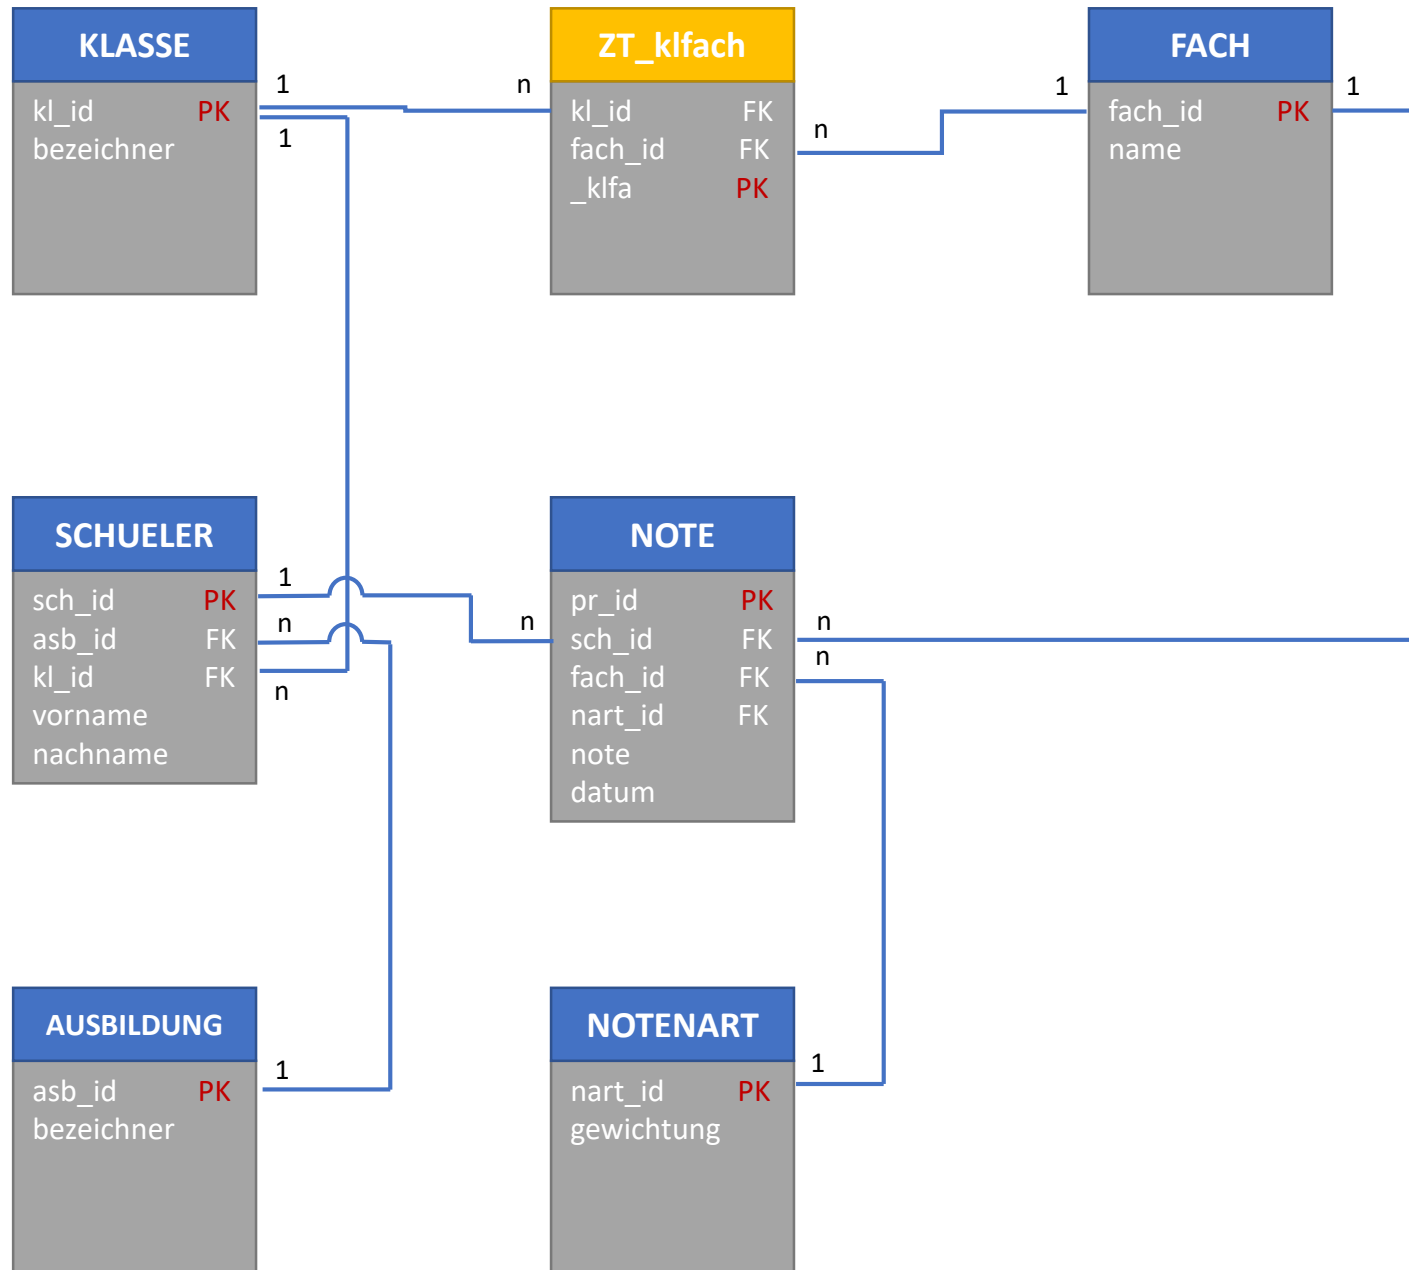 KLASSE
kl_id PK
bezeichner
1
1
n
ZT_klfach
kl_id FK
fach_id FK
_klfa PK
n
1
FACH
fach_id PK
name
1
SCHUELER
sch_id PK
asb_id FK
kl_id FK
vorname
nachname
1
n
n
n
NOTE
pr_id PK
sch_id FK
fach_id FK
nart_id FK
note
datum
n
n
AUSBILDUNG
asb_id PK
bezeichner
1
NOTENART
nart_id PK
gewichtung
1